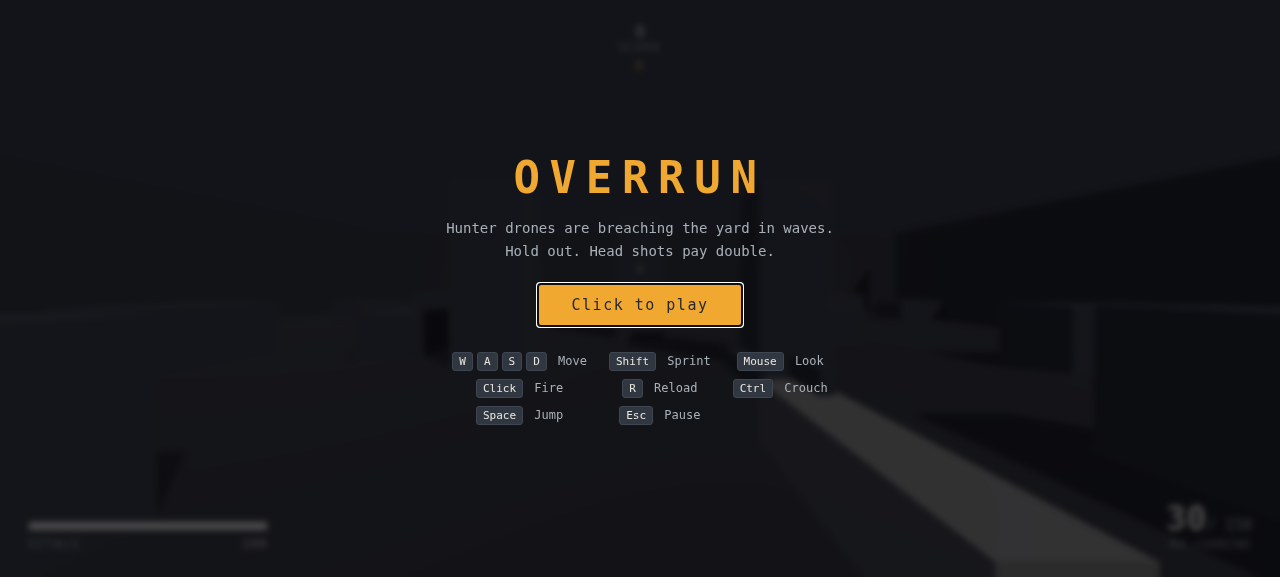 OVERRUN
Hunter drones are breaching the yard in waves.
Hold out. Head shots pay double.
Click to play
W A S D Move Shift Sprint Mouse Look
Click Fire R Reload Ctrl Crouch
Space Jump Esc Pause
30